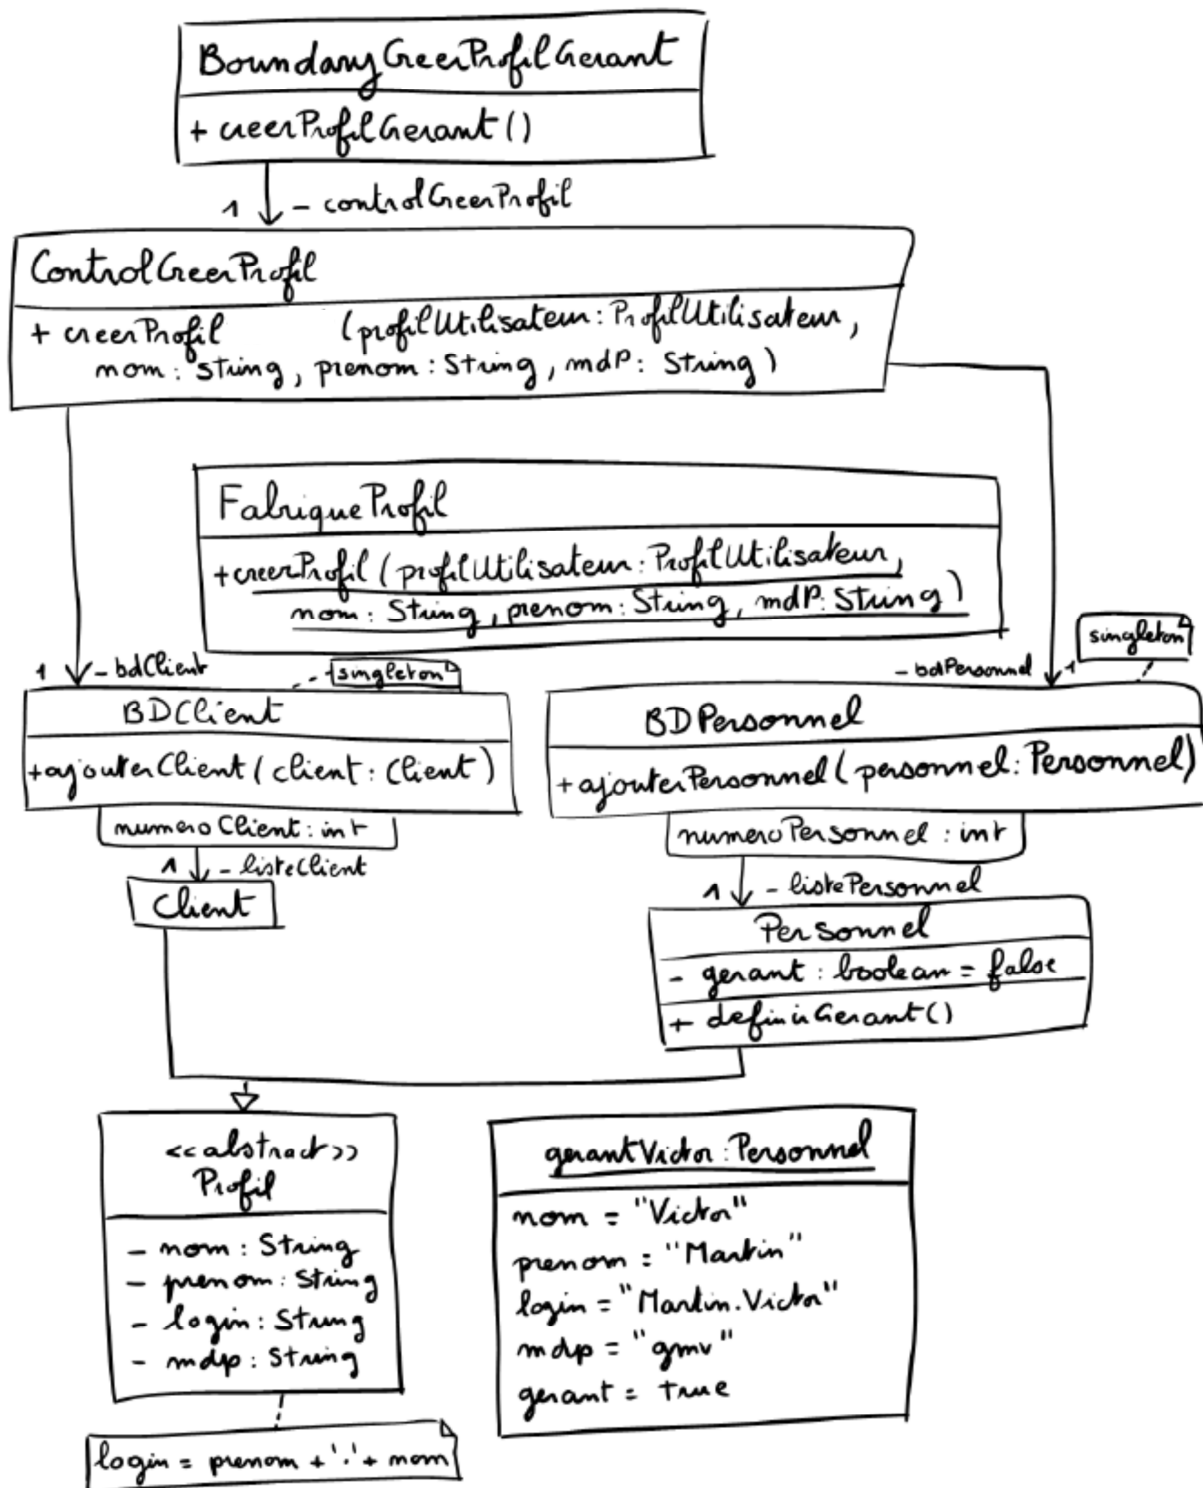 BoundaryCreerProfilGerant
+ creerProfilGerant()
1 - controlCreerProfil
ControlCreerProfil
+ creerProfil (profilUtilisateur: ProfilUtilisateur,
nom: String, prenom: String, mdP: String)
FabriqueProfil
+creerProfil(profilUtilisateur: ProfilUtilisateur,
nom: String, prenom: String, mdP: String)
singleton
1 - bdClient
singleton
- bdPersonnel 1
BDClient
+ajouterClient(client: Client)
BDPersonnel
+ajouterPersonnel(personnel: Personnel)
numeroClient: int
numeroPersonnel: int
1 - listeClient
1 - listePersonnel
Client
Personnel
- gerant: boolean = false
+ definirGerant()
<<abstract>>
Profil
- nom: String
- prenom: String
- login: String
- mdp: String
login = prenom +'.'+ nom
gerantVictor: Personnel
nom = "Victor"
prenom = "Martin"
login = "Martin.Victor"
mdp = "gmv"
gerant = true